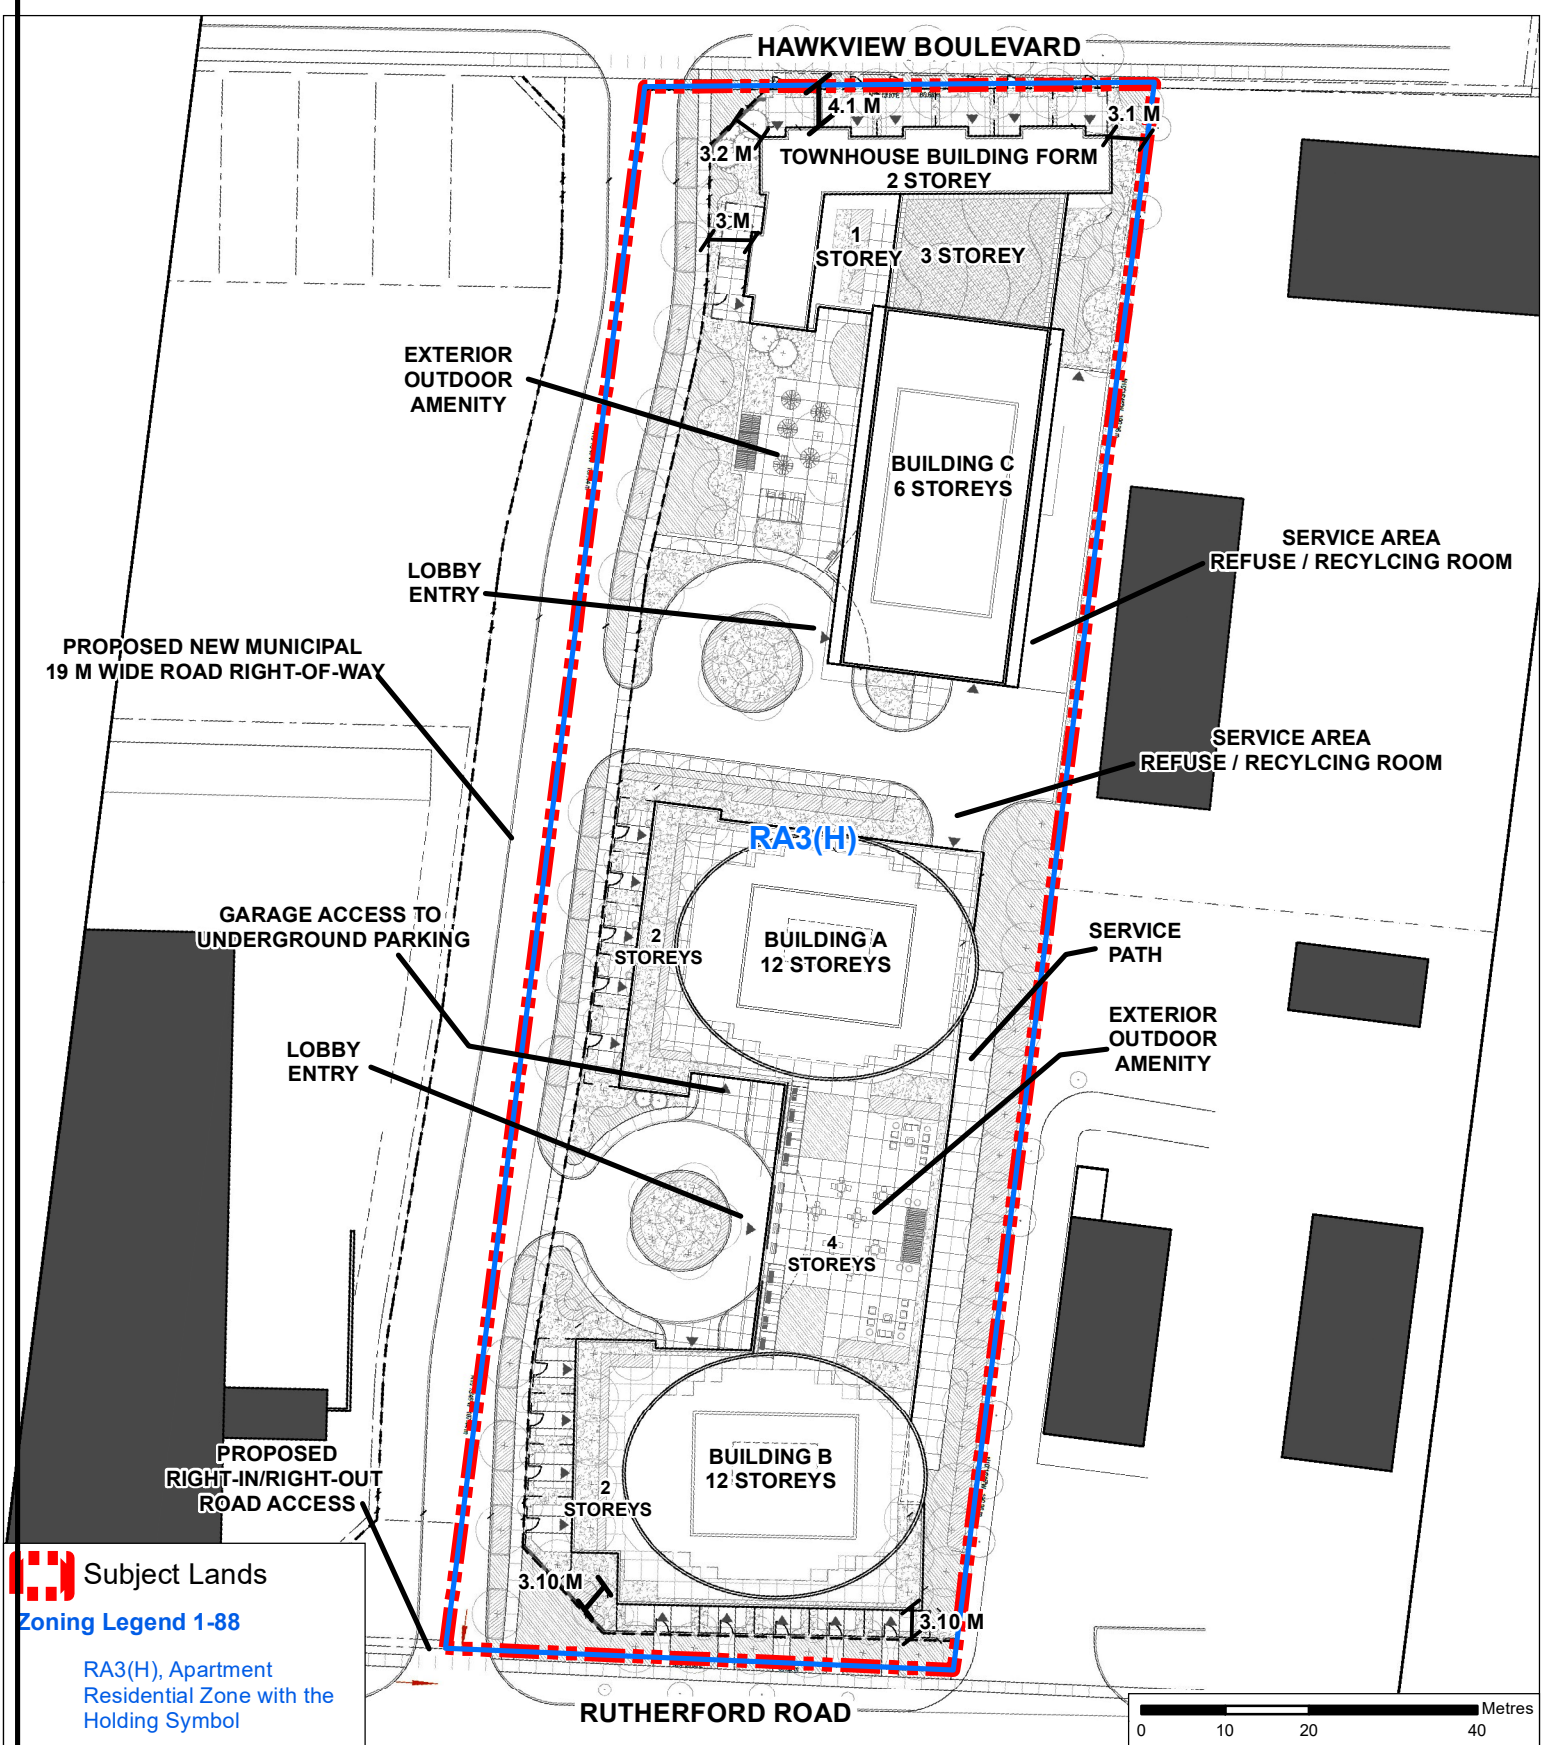 HAWKVIEW BOULEVARD
4.1 M
3.1 M
3.2 M
TOWNHOUSE BUILDING FORM
2 STOREY
3 M
1
STOREY
3 STOREY
EXTERIOR
OUTDOOR
AMENITY
BUILDING C
6 STOREYS
SERVICE AREA
REFUSE / RECYLCING ROOM
LOBBY
ENTRY
PROPOSED NEW MUNICIPAL
19 M WIDE ROAD RIGHT-OF-WAY
SERVICE AREA
REFUSE / RECYLCING ROOM
RA3(H)
GARAGE ACCESS TO
UNDERGROUND PARKING
2
STOREYS
BUILDING A
12 STOREYS
SERVICE
PATH
EXTERIOR
OUTDOOR
AMENITY
LOBBY
ENTRY
4
STOREYS
PROPOSED
RIGHT-IN/RIGHT-OUT
ROAD ACCESS
2
STOREYS
BUILDING B
12 STOREYS
3.10 M
3.10 M
RUTHERFORD ROAD
Subject Lands
Zoning Legend 1-88
RA3(H), Apartment
Residential Zone with the
Holding Symbol
Metres
0 10 20 40